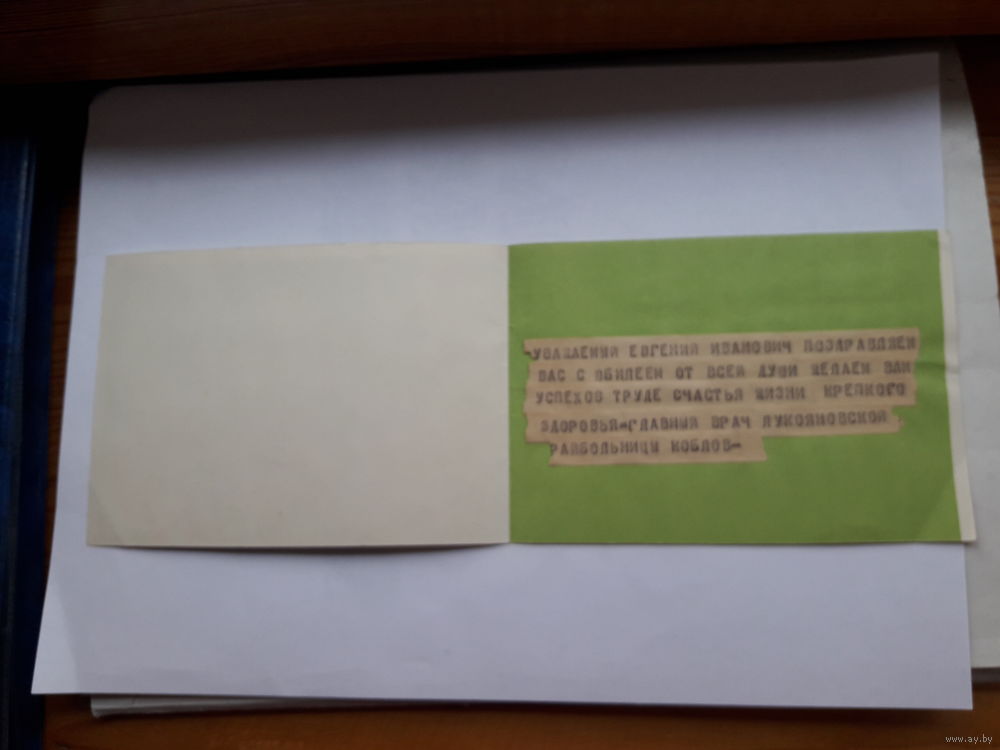 УВАЖАЕМИЙ ЕВГЕНИЙ ИВАНОВИЧ ПОЗДРАВЛЯЕМ
ВАС С ЮБИЛЕЕМ ОТ ВСЕЙ ДУШИ ЖЕЛАЕМ ВАМ
УСПЕХОВ ТРУДЕ СЧАСТЬЯ ЖИЗНИ КРЕПКОГО
ЗДОРОВЬЯ=ГЛАВНЫЙ ВРАЧ ЛУКОЯНОВСКОЙ
РАЙБОЛЬНИЦЫ КОБЛОВ-
www.ay.by